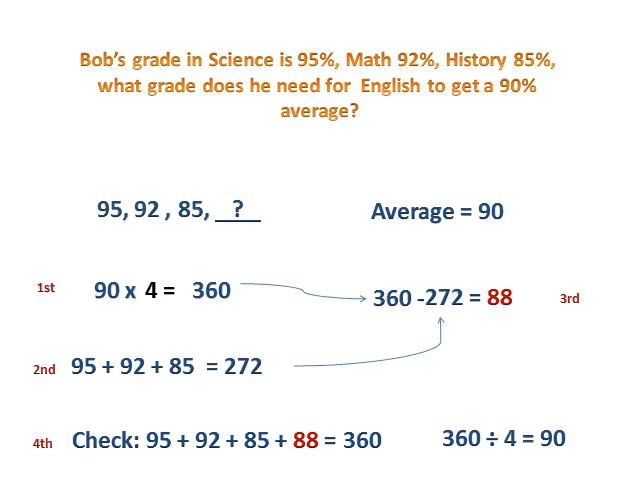 Bob's grade in Science is 95%, Math 92%, History 85%,
what grade does he need for English to get a 90%
average?
95, 92 , 85, __?__
Average = 90
1st
90 x 4 = 360
360 -272 = 88
3rd
2nd
95 + 92 + 85 = 272
4th
Check: 95 + 92 + 85 + 88 = 360
360 ÷ 4 = 90